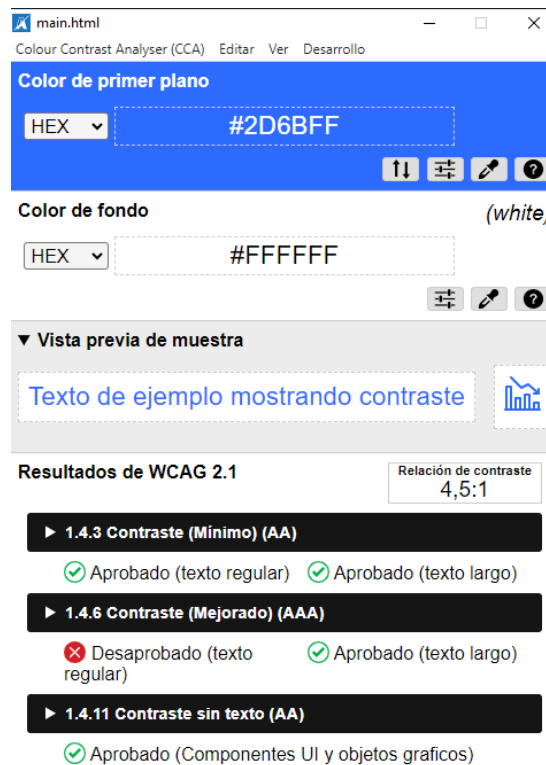 main.html
Colour Contrast Analyser (CCA) Editar Ver Desarrollo
Color de primer plano
HEX #2D6BFF
Color de fondo (white)
HEX #FFFFFF
▼ Vista previa de muestra
Texto de ejemplo mostrando contraste
Resultados de WCAG 2.1
Relación de contraste
4,5:1
▶ 1.4.3 Contraste (Mínimo) (AA)
Aprobado (texto regular) Aprobado (texto largo)
▶ 1.4.6 Contraste (Mejorado) (AAA)
Desaprobado (texto regular) Aprobado (texto largo)
▶ 1.4.11 Contraste sin texto (AA)
Aprobado (Componentes UI y objetos graficos)